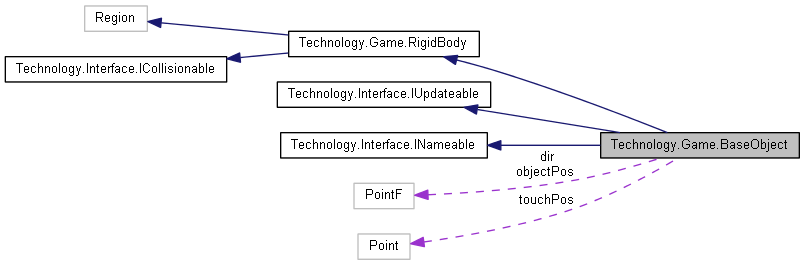 Region
Technology.Game.RigidBody
Technology.Interface.ICollisionable
Technology.Interface.IUpdateable
Technology.Interface.INameable
Technology.Game.BaseObject
dir
objectPos
PointF
touchPos
Point